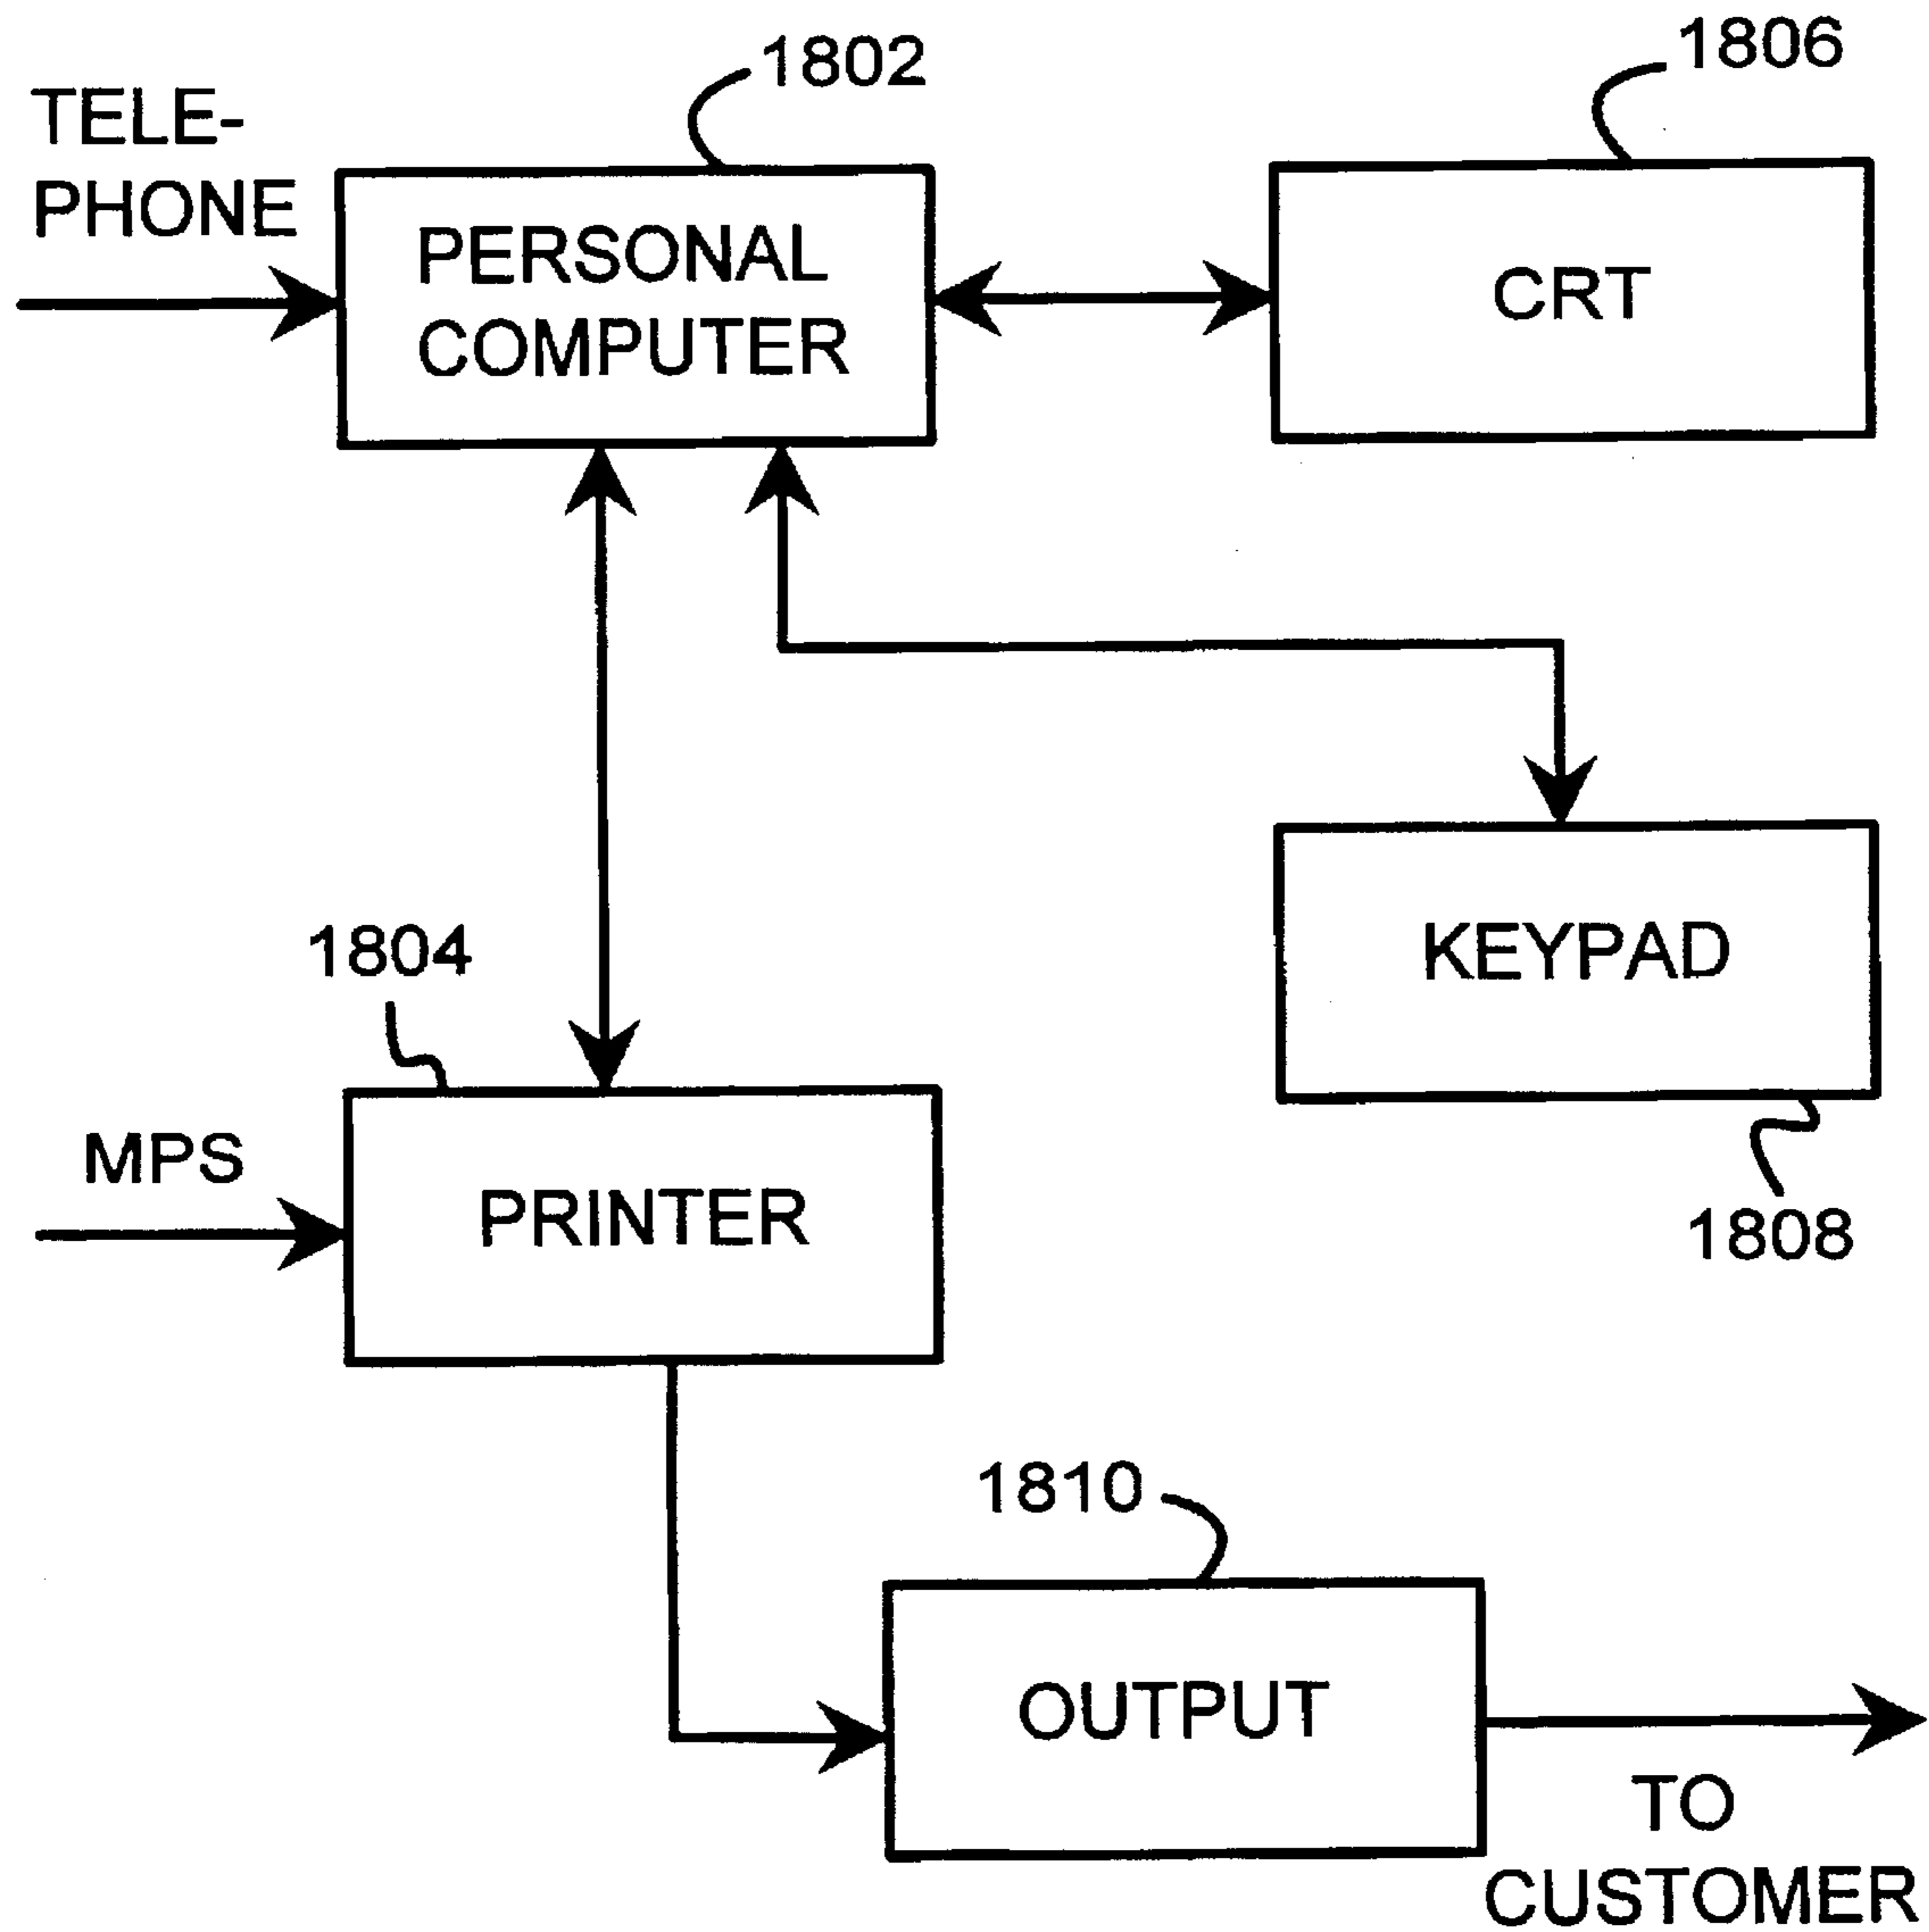 1802
1806
TELE-
PHONE
PERSONAL
COMPUTER
CRT
1804
KEYPAD
MPS
PRINTER
1808
1810
OUTPUT
TO
CUSTOMER